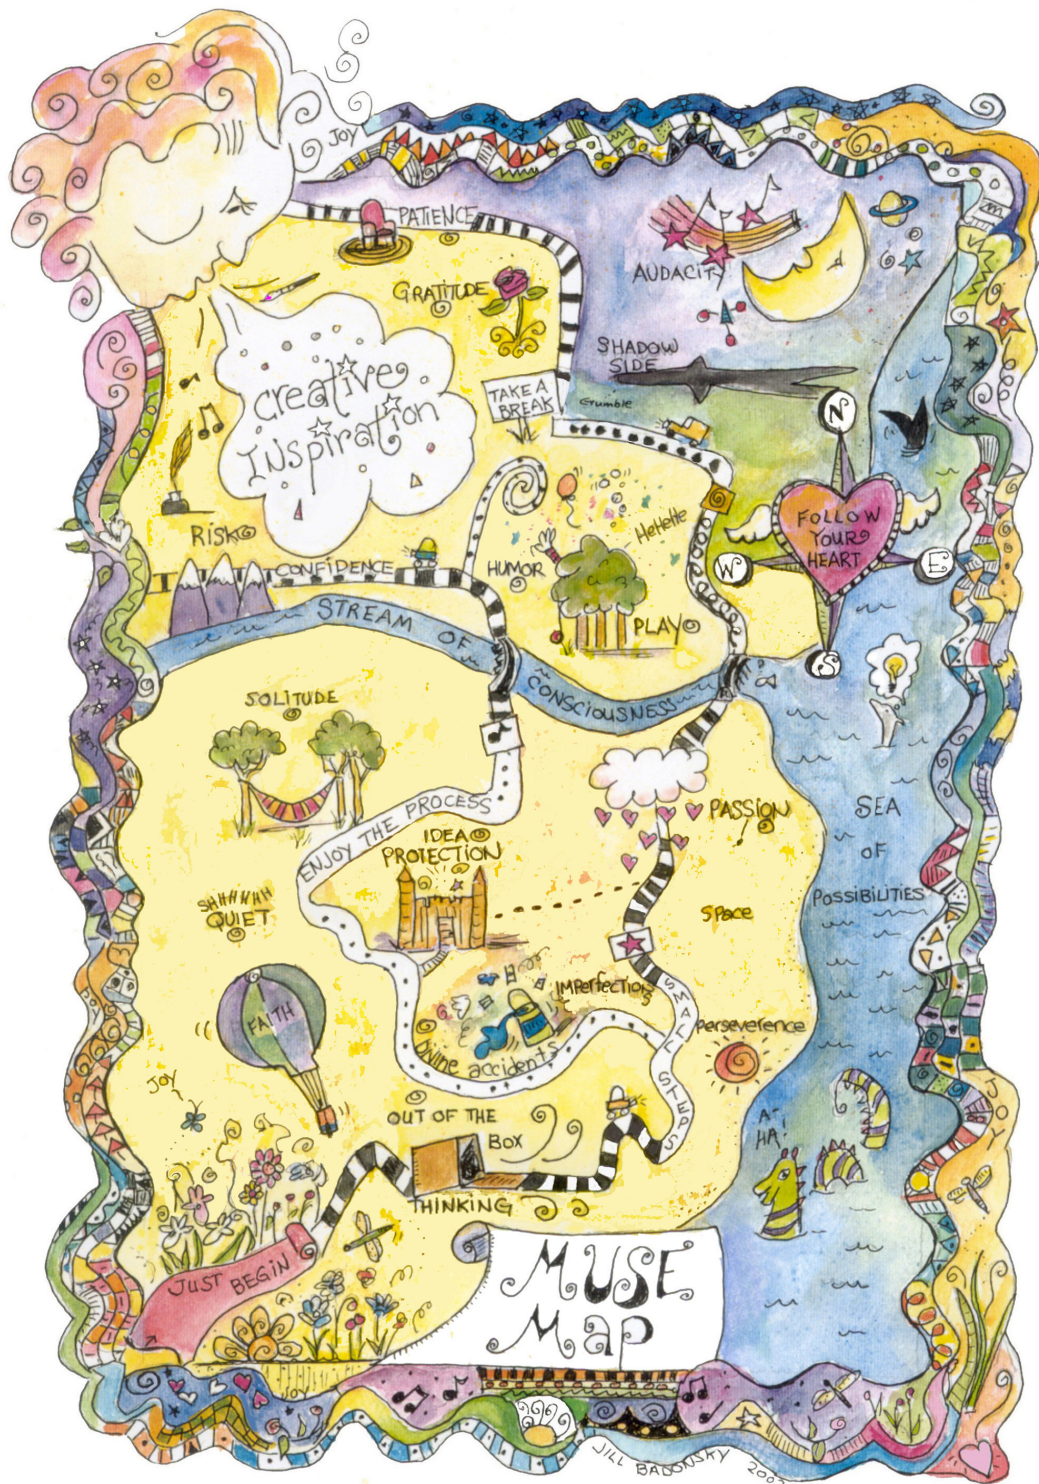 JOY
PATIENCE
GRATITUDE
AUDACITY
SHADOW
SIDE
TAKE A
BREAK
Grumble
creative
inspiration
N
FOLLOW
YOUR
HEART
W
E
S
RISK
CONFIDENCE
HUMOR
HeHeHe
PLAY
STREAM OF
CONSCIOUSNESS
SOLITUDE
ENJOY THE PROCESS
IDEA
PROTECTION
PASSION
SEA
OF
POSSIBILITIES
SHHHHHH
QUIET
SPACE
IMPerfections
SMALL STEPS
Perseverence
FAITH
Divine accidents
JOY
OUT OF THE
BOX
THINKING
A-
HA!
JOY
JUST BEGIN
MUSE
MAP
JOY
JILL BADONSKY